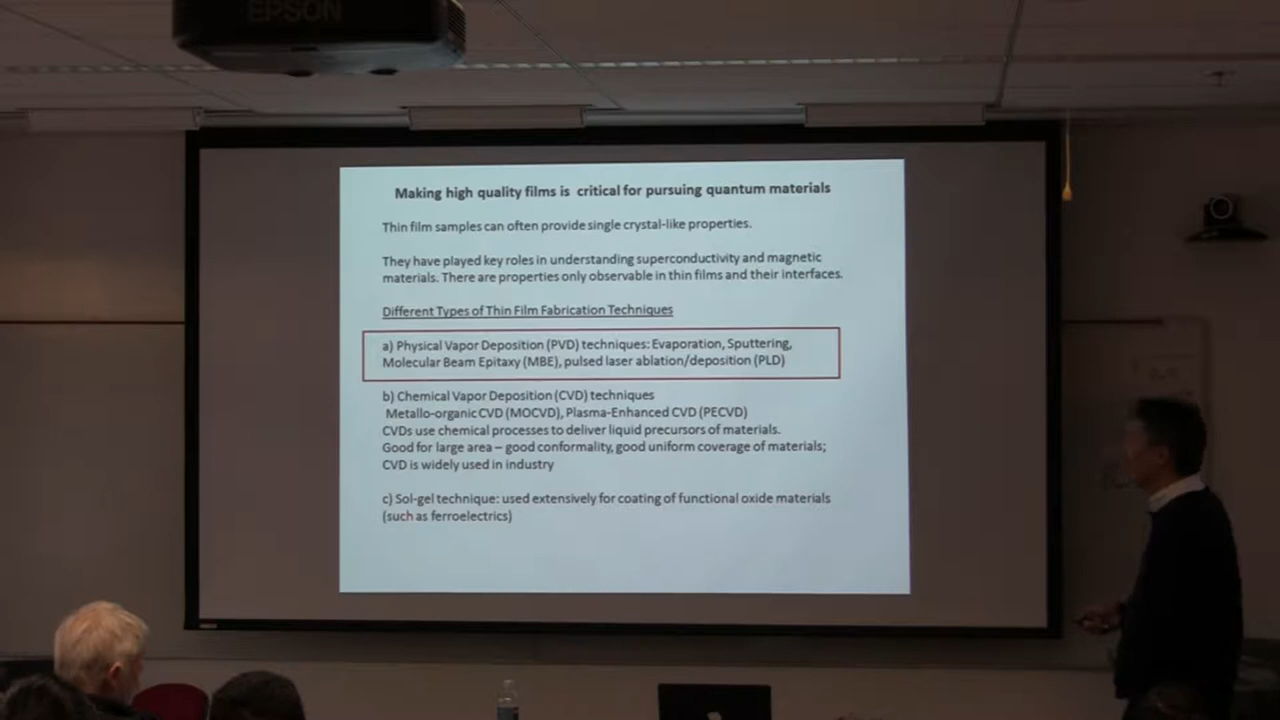 EPSON
Making high quality films is critical for pursuing quantum materials
Thin film samples can often provide single crystal-like properties.
They have played key roles in understanding superconductivity and magnetic
materials. There are properties only observable in thin films and their interfaces.
Different Types of Thin Film Fabrication Techniques
a) Physical Vapor Deposition (PVD) techniques: Evaporation, Sputtering,
Molecular Beam Epitaxy (MBE), pulsed laser ablation/deposition (PLD)
b) Chemical Vapor Deposition (CVD) techniques
Metallo-organic CVD (MOCVD), Plasma-Enhanced CVD (PECVD)
CVDs use chemical processes to deliver liquid precursors of materials.
Good for large area – good conformality, good uniform coverage of materials;
CVD is widely used in industry
c) Sol-gel technique: used extensively for coating of functional oxide materials
(such as ferroelectrics)